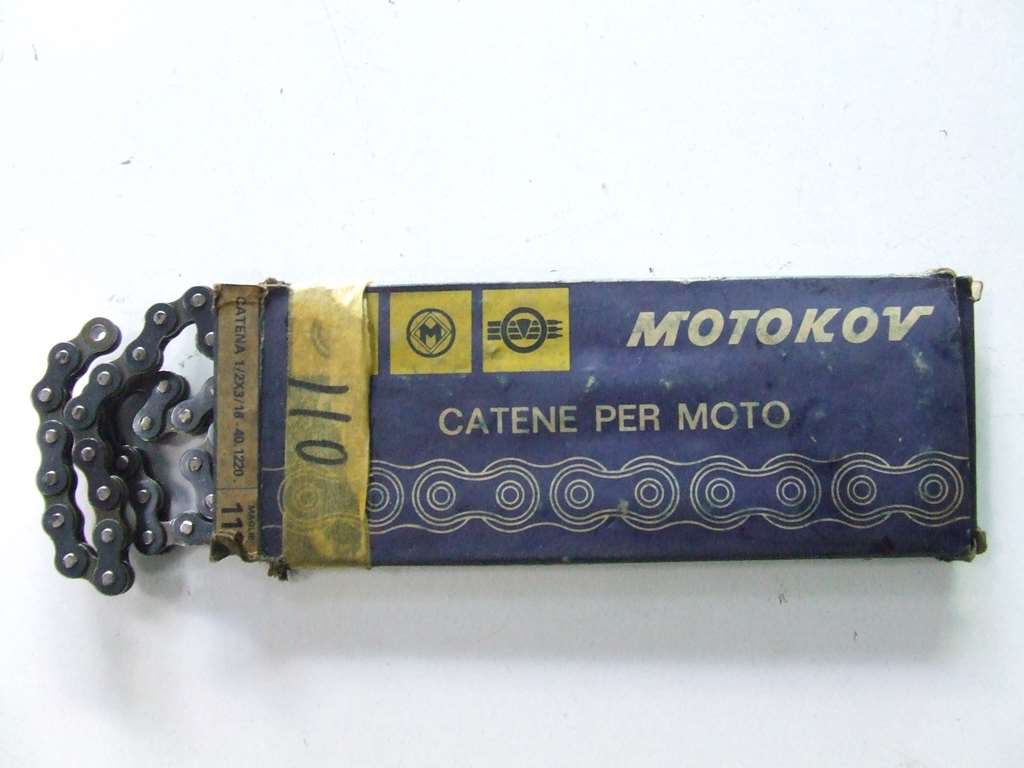 MOTOKOV
CATENE PER MOTO
110
CATENA 1/2X3/16 - 40.1220
M